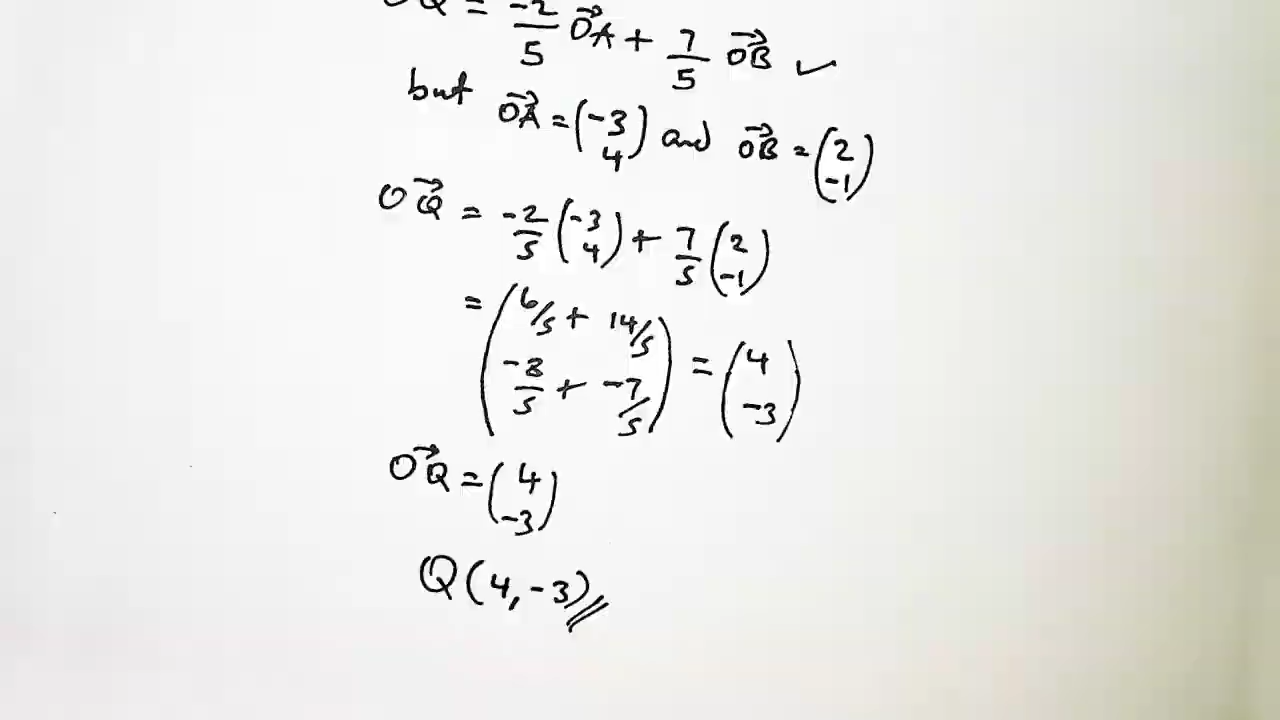 OQ = -2/5 OA + 7/5 OB ✓
but OA = (-3 4) and OB = (2 -1)
OQ = -2/5 (-3 4) + 7/5 (2 -1)
= (6/5 + 14/5 -8/5 + -7/5) = (4 -3)
OQ = (4 -3)
Q(4, -3)